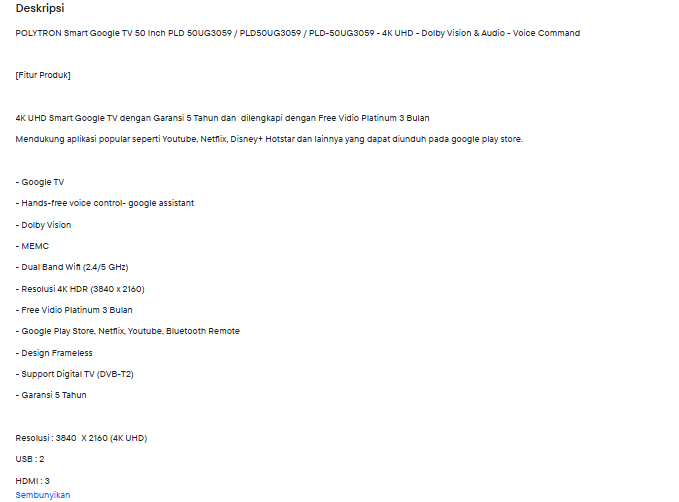 Deskripsi
POLYTRON Smart Google TV 50 Inch PLD 50UG3059 / PLD50UG3059 / PLD-50UG3059 - 4K UHD - Dolby Vision & Audio - Voice Command
[Fitur Produk]
4K UHD Smart Google TV dengan Garansi 5 Tahun dan  dilengkapi dengan Free Vidio Platinum 3 Bulan
Mendukung aplikasi popular seperti Youtube, Netflix, Disney+ Hotstar dan lainnya yang dapat diunduh pada google play store.
- Google TV
- Hands-free voice control- google assistant
- Dolby Vision
- MEMC
- Dual Band Wifi (2.4/5 GHz)
- Resolusi 4K HDR (3840 x 2160)
- Free Vidio Platinum 3 Bulan
- Google Play Store, Netflix, Youtube, Bluetooth Remote
- Design Frameless
- Support Digital TV (DVB-T2)
- Garansi 5 Tahun
Resolusi : 3840  X 2160 (4K UHD)
USB : 2
HDMI : 3
Sembunyikan